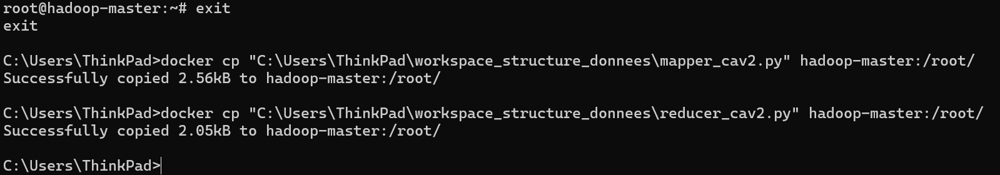 root@hadoop-master:~# exit
exit
C:\Users\ThinkPad>docker cp "C:\Users\ThinkPad\workspace_structure_donnees\mapper_cav2.py" hadoop-master:/root/
Successfully copied 2.56kB to hadoop-master:/root/
C:\Users\ThinkPad>docker cp "C:\Users\ThinkPad\workspace_structure_donnees\reducer_cav2.py" hadoop-master:/root/
Successfully copied 2.05kB to hadoop-master:/root/
C:\Users\ThinkPad>